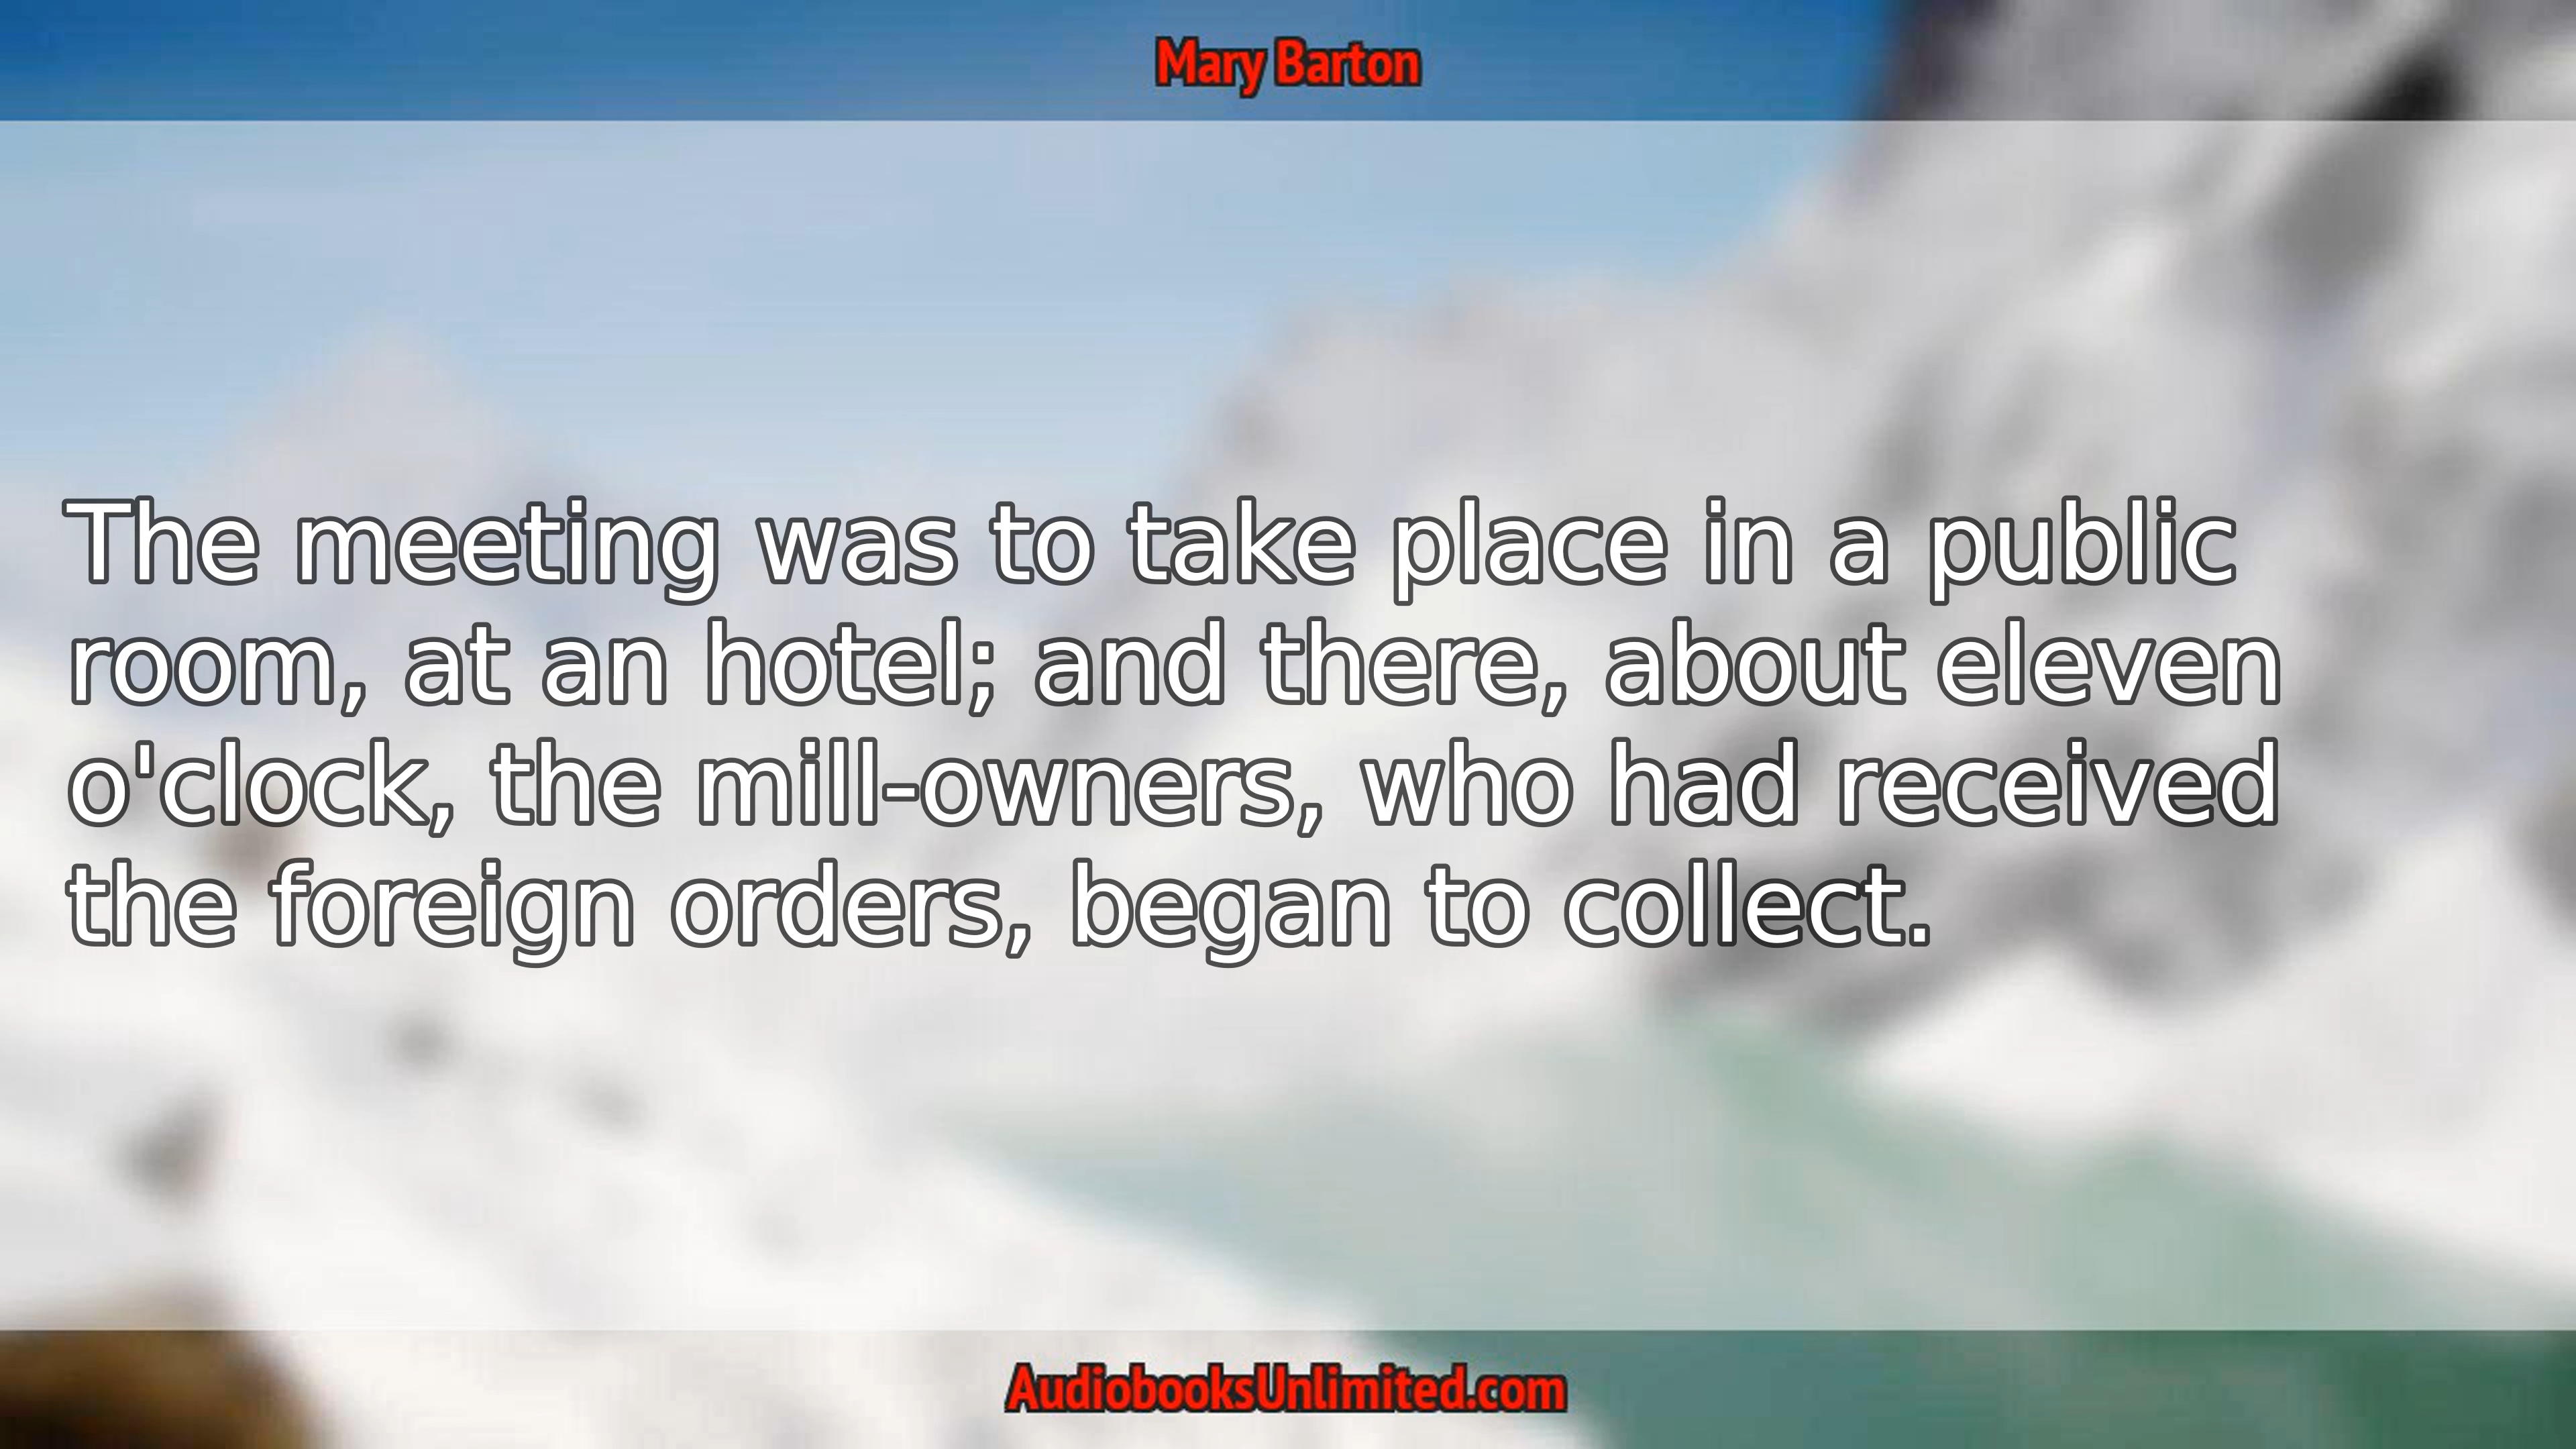 Mary Barton
The meeting was to take place in a public
room, at an hotel; and there, about eleven
o'clock, the mill-owners, who had received
the foreign orders, began to collect.
AudiobooksUnlimited.com